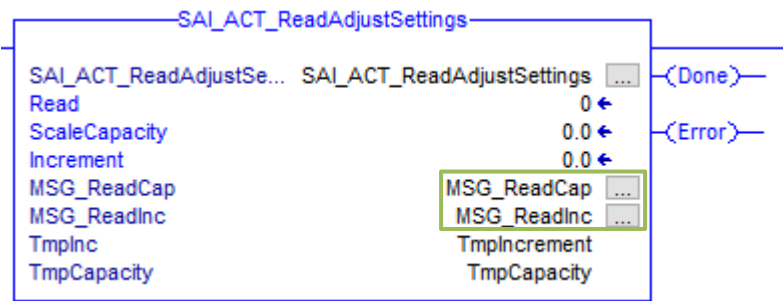 SAI_ACT_ReadAdjustSettings
SAI_ACT_ReadAdjustSe... SAI_ACT_ReadAdjustSettings ... (Done)
Read 0
ScaleCapacity 0.0 (Error)
Increment 0.0
MSG_ReadCap MSG_ReadCap ...
MSG_ReadInc MSG_ReadInc ...
TmpInc TmpIncrement
TmpCapacity TmpCapacity